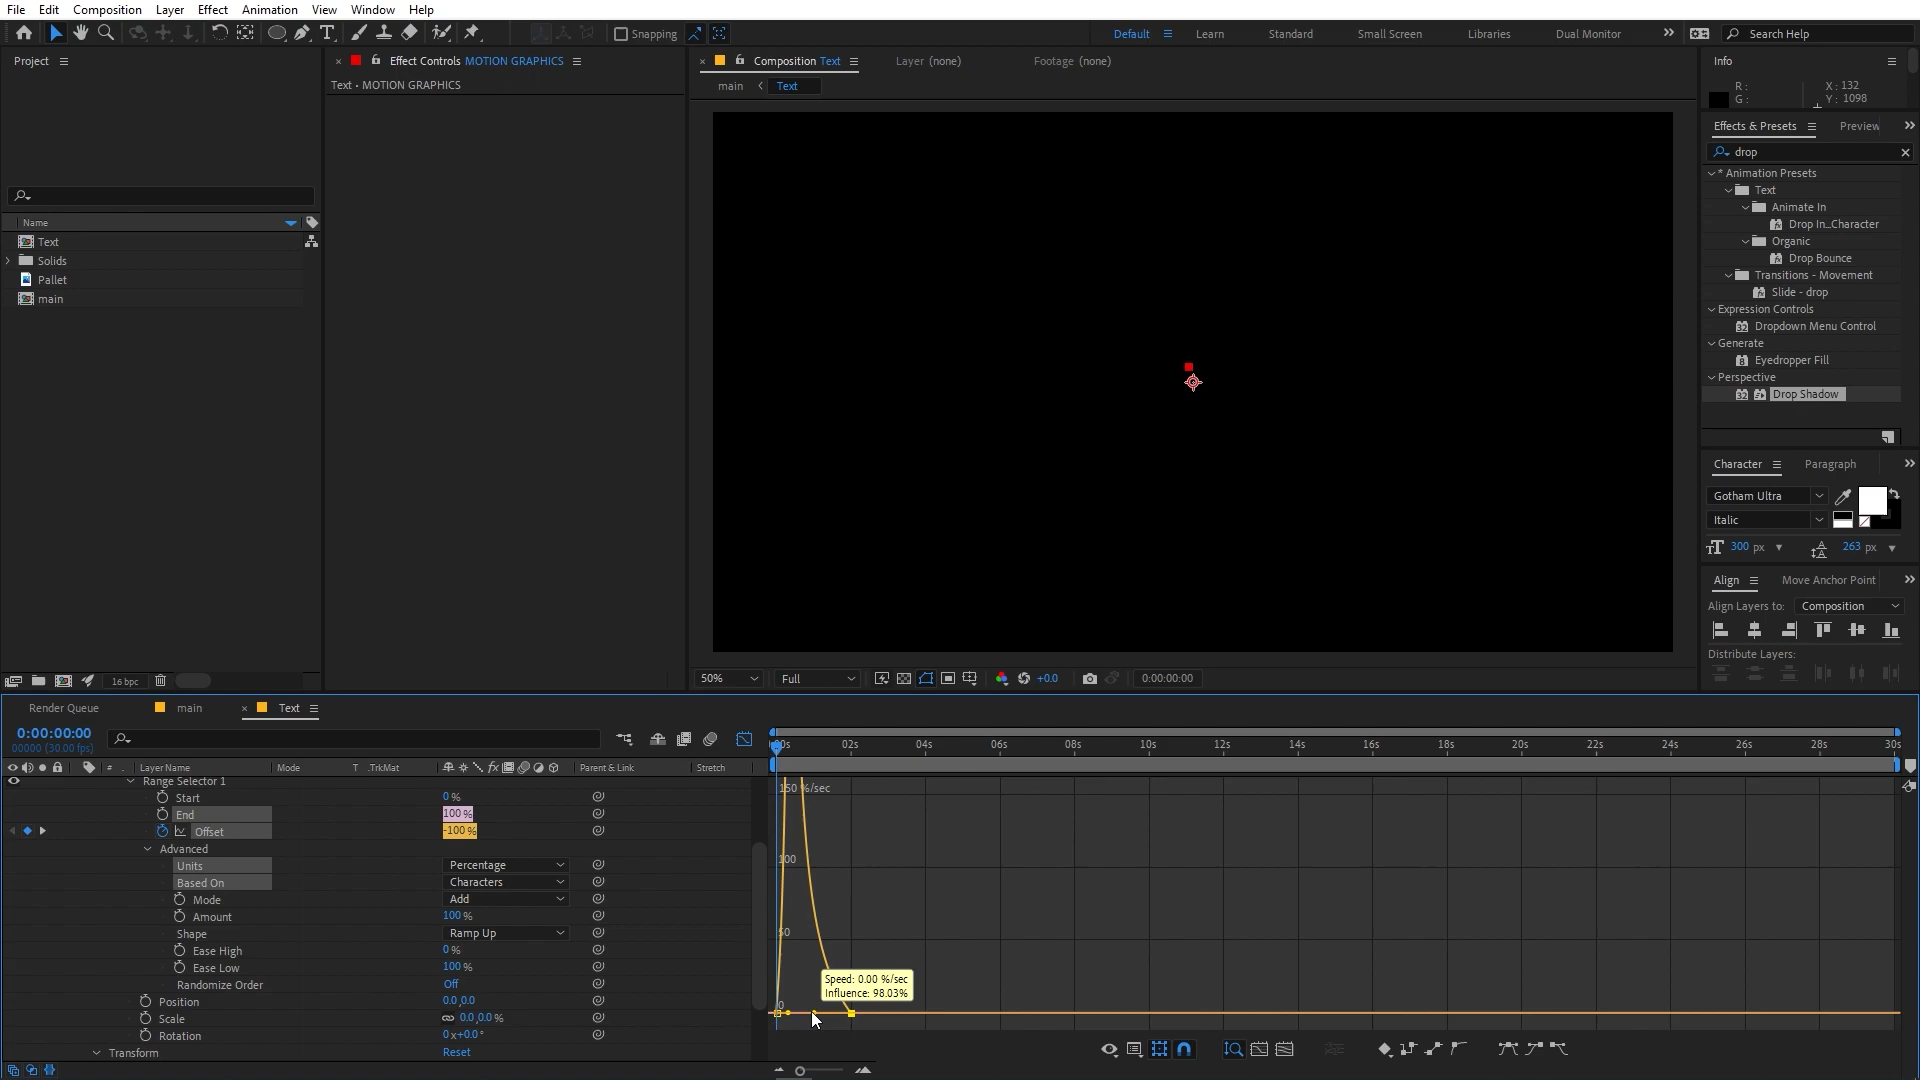 File Edit Composition Layer Effect Animation View Window Help
Snapping Default Learn Standard Small Screen Libraries Dual Monitor Search Help
Project Effect Controls MOTION GRAPHICS Composition Text Layer (none) Footage (none) Info
Text • MOTION GRAPHICS main Text
R : X : 132
G : Y : 1098
Effects & Presets Preview
drop
* Animation Presets
Text
Animate In
Drop In...Character
Organic
Drop Bounce
Transitions - Movement
Slide - drop
Expression Controls
Dropdown Menu Control
Generate
Eyedropper Fill
Perspective
Drop Shadow
Name
Text
Solids
Pallet
main
Character Paragraph
Gotham Ultra
Italic
300 px 263 px
Align Move Anchor Point
Align Layers to: Composition
Distribute Layers:
16 bpc 50% Full +0.0 0:00:00:00
Render Queue main Text
0:00:00:00
00000 (30.00 fps)
# Layer Name Mode T .TrkMat Parent & Link Stretch
00s 02s 04s 06s 08s 10s 12s 14s 16s 18s 20s 22s 24s 26s 28s 30s
Range Selector 1
Start 0 %
End 100 %
Offset -100 %
Advanced
Units Percentage
Based On Characters
Mode Add
Amount 100 %
Shape Ramp Up
Ease High 0 %
Ease Low 100 %
Randomize Order Off
Position 0.0 ,0.0
Scale 0.0 ,0.0 %
Rotation 0 x+0.0 °
Transform Reset
150 %/sec
100
50
0
Speed: 0.00 %/sec
Influence: 98.03%